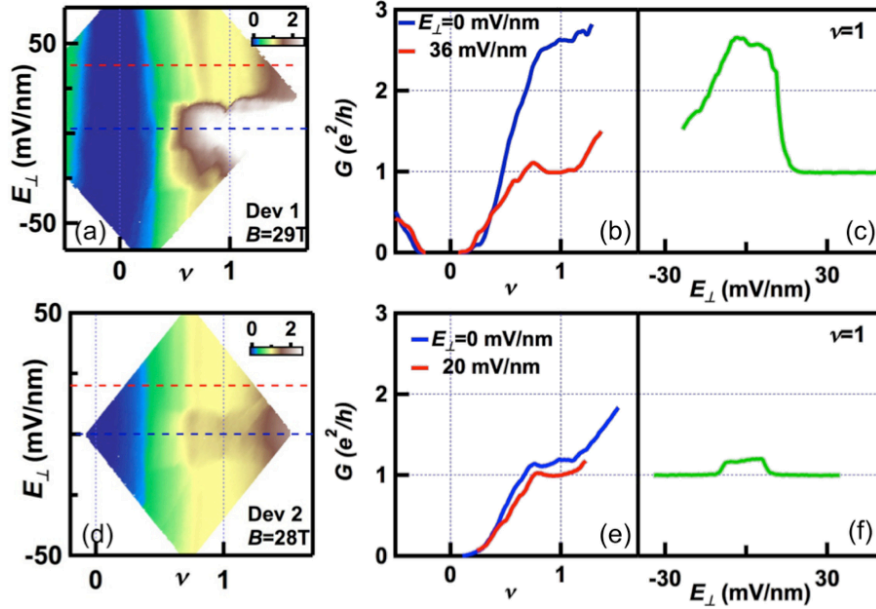 50
0
-50
E⊥ (mV/nm)
0 2
(a)
Dev 1
B=29T
0 ν 1
3
2
1
0
G (e²/h)
E⊥=0 mV/nm
36 mV/nm
(b)
0 ν 1
ν=1
(c)
-30 30
E⊥ (mV/nm)
50
0
-50
E⊥ (mV/nm)
0 2
(d)
Dev 2
B=28T
0 ν 1
3
2
1
0
G (e²/h)
E⊥=0 mV/nm
20 mV/nm
(e)
0 ν 1
ν=1
(f)
-30 30
E⊥ (mV/nm)